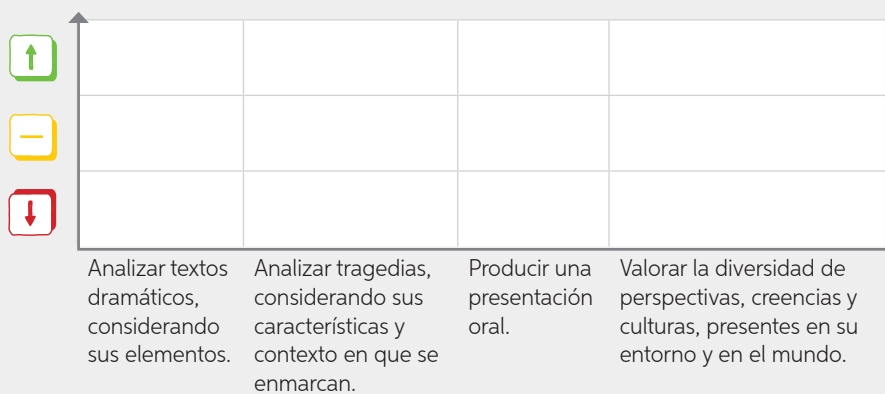 Analizar textos
dramáticos,
considerando
sus elementos.
Analizar tragedias,
considerando sus
características y
contexto en que se
enmarcan.
Producir una
presentación
oral.
Valorar la diversidad de
perspectivas, creencias y
culturas, presentes en su
entorno y en el mundo.